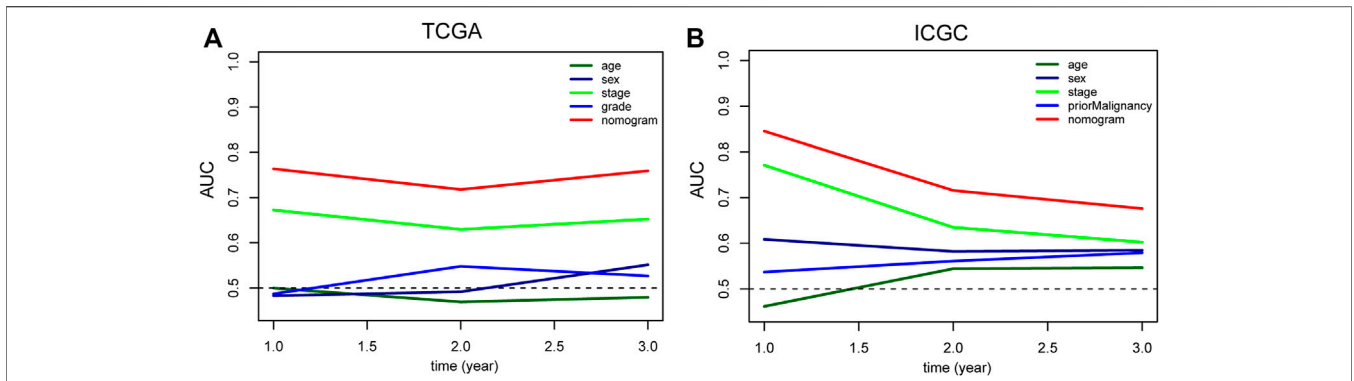 A
TCGA
AUC
1.0
0.9
0.8
0.7
0.6
0.5
age
sex
stage
grade
nomogram
1.0 1.5 2.0 2.5 3.0
time (year)
B
ICGC
AUC
1.0
0.9
0.8
0.7
0.6
0.5
age
sex
stage
priorMalignancy
nomogram
1.0 1.5 2.0 2.5 3.0
time (year)